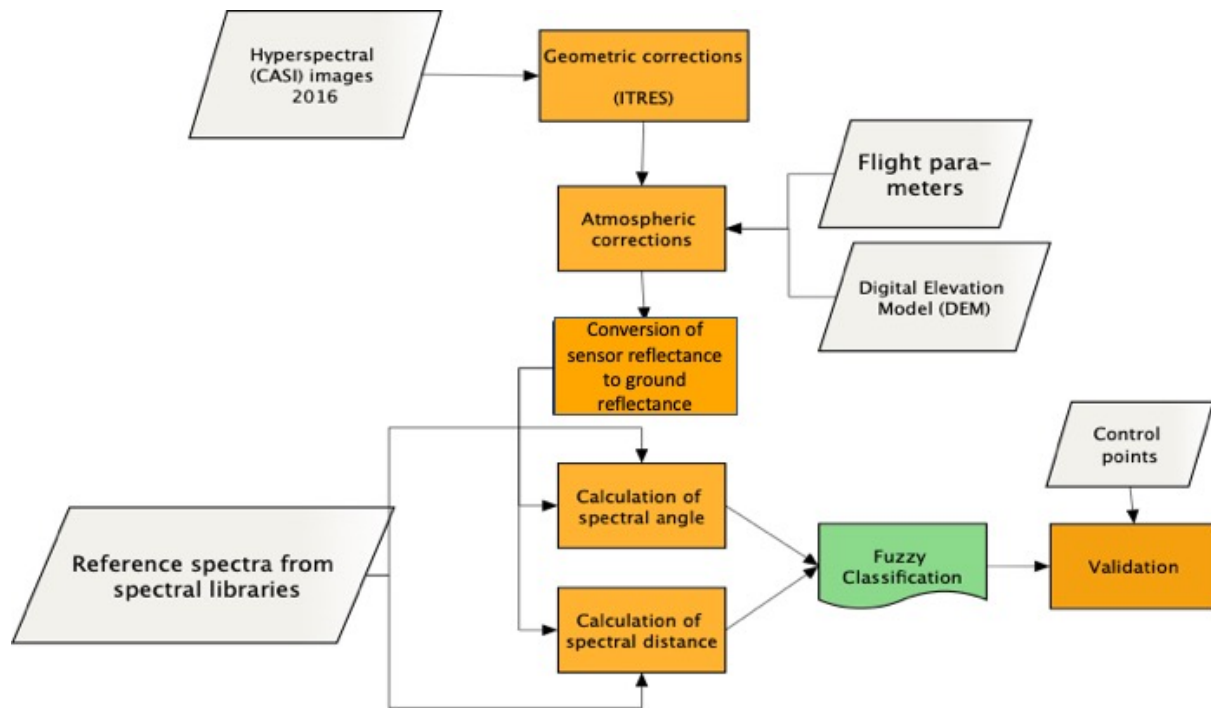 Hyperspectral
(CASI) images
2016
Geometric corrections
(ITRES)
Flight para-
meters
Atmospheric
corrections
Digital Elevation
Model (DEM)
Conversion of
sensor reflectance
to ground
reflectance
Control
points
Calculation of
spectral angle
Reference spectra from
spectral libraries
Fuzzy
Classification
Validation
Calculation of
spectral distance